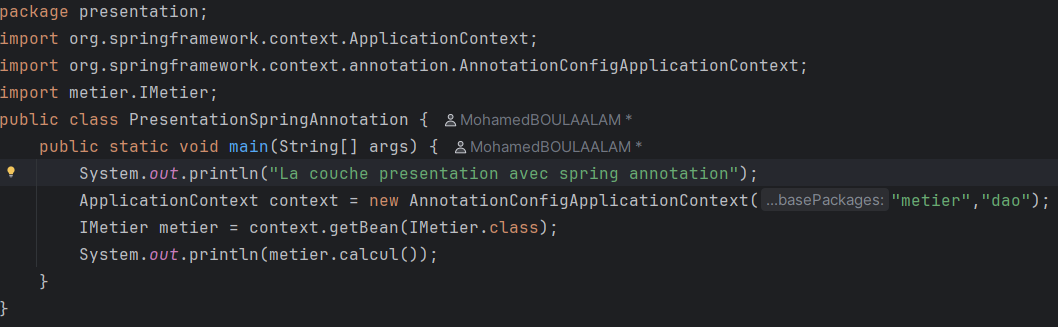 package presentation;
import org.springframework.context.ApplicationContext;
import org.springframework.context.annotation.AnnotationConfigApplicationContext;
import metier.IMetier;
public class PresentationSpringAnnotation { MohamedBOULAALAM *
public static void main(String[] args) { MohamedBOULAALAM *
System.out.println("La couche presentation avec spring annotation");
ApplicationContext context = new AnnotationConfigApplicationContext( ...basePackages: "metier","dao");
IMetier metier = context.getBean(IMetier.class);
System.out.println(metier.calcul());
}
}